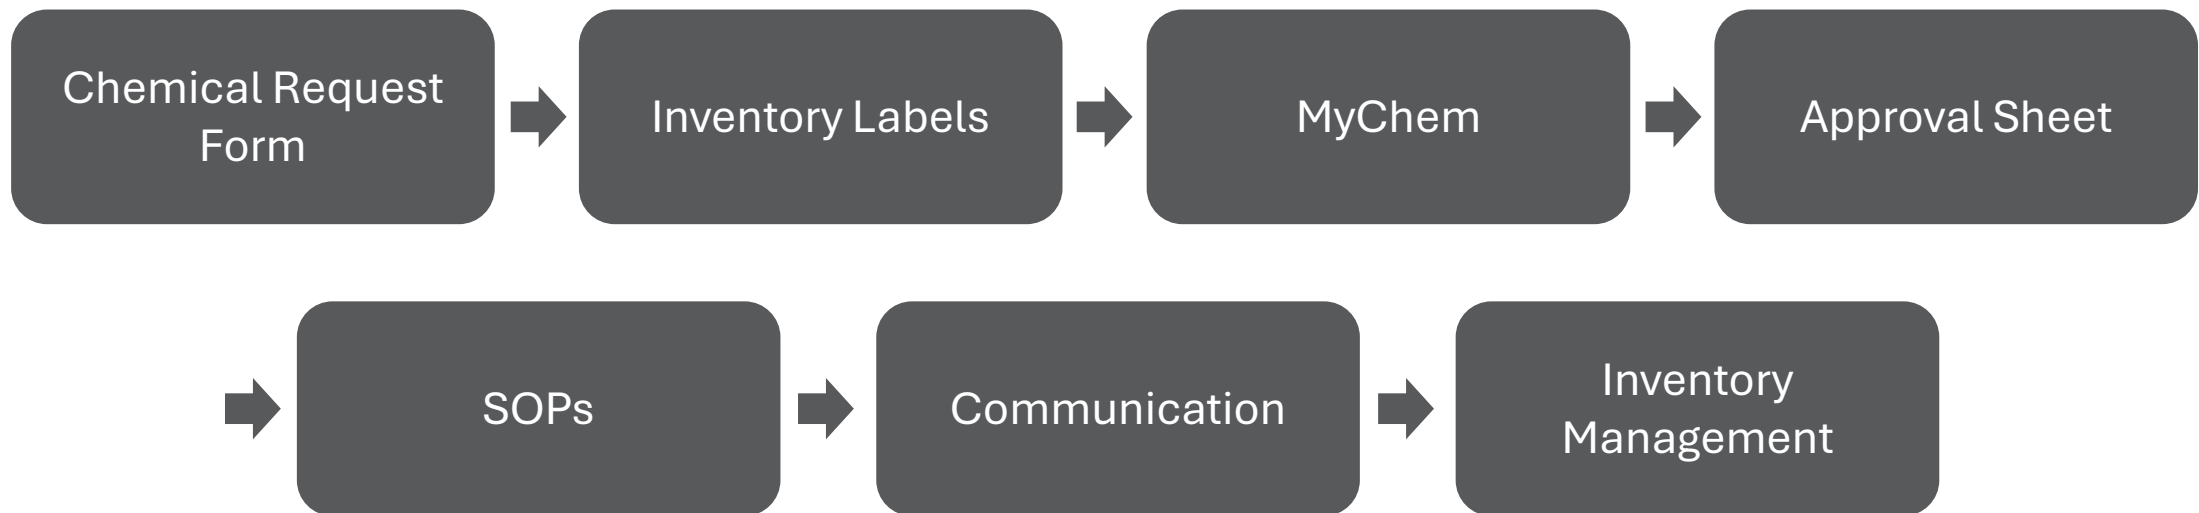 Chemical Request
Form
Inventory Labels
MyChem
Approval Sheet
SOPs
Communication
Inventory
Management